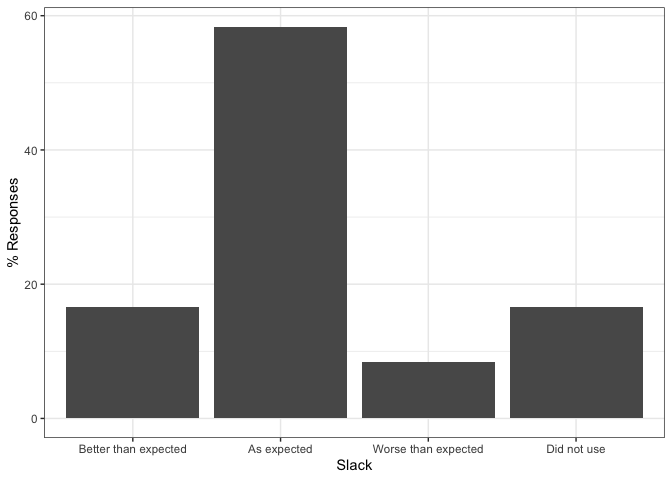 60
40
20
0
% Responses
Better than expected
As expected
Worse than expected
Did not use
Slack